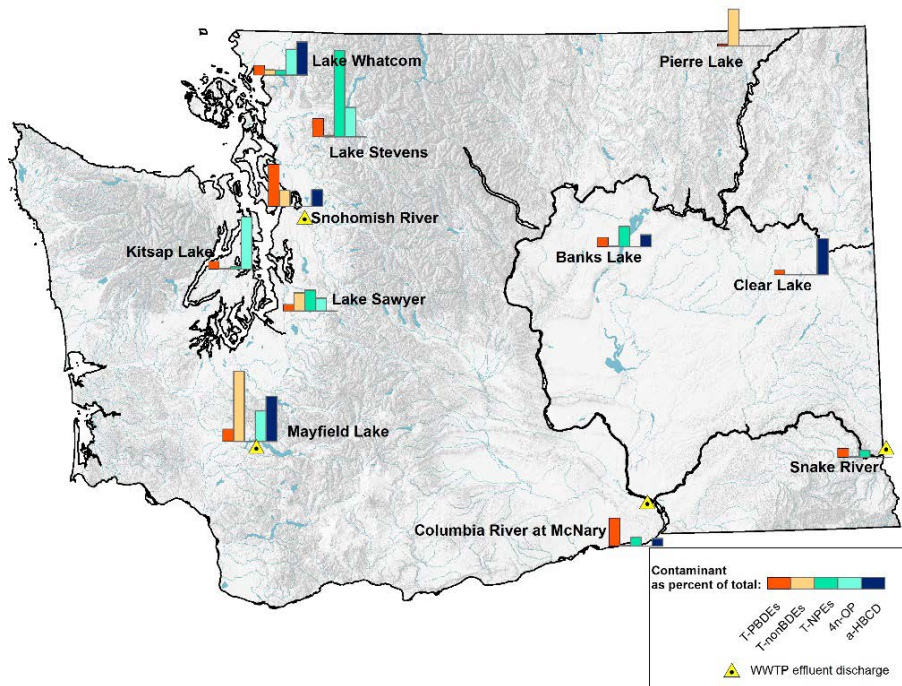 Lake Whatcom
Pierre Lake
Lake Stevens
Snohomish River
Kitsap Lake
Banks Lake
Clear Lake
Lake Sawyer
Mayfield Lake
Snake River
Columbia River at McNary
Contaminant
as percent of total:
T-PBDEs
T-nonBDEs
T-NPEs
4n-OP
a-HBCD
WWTP effluent discharge